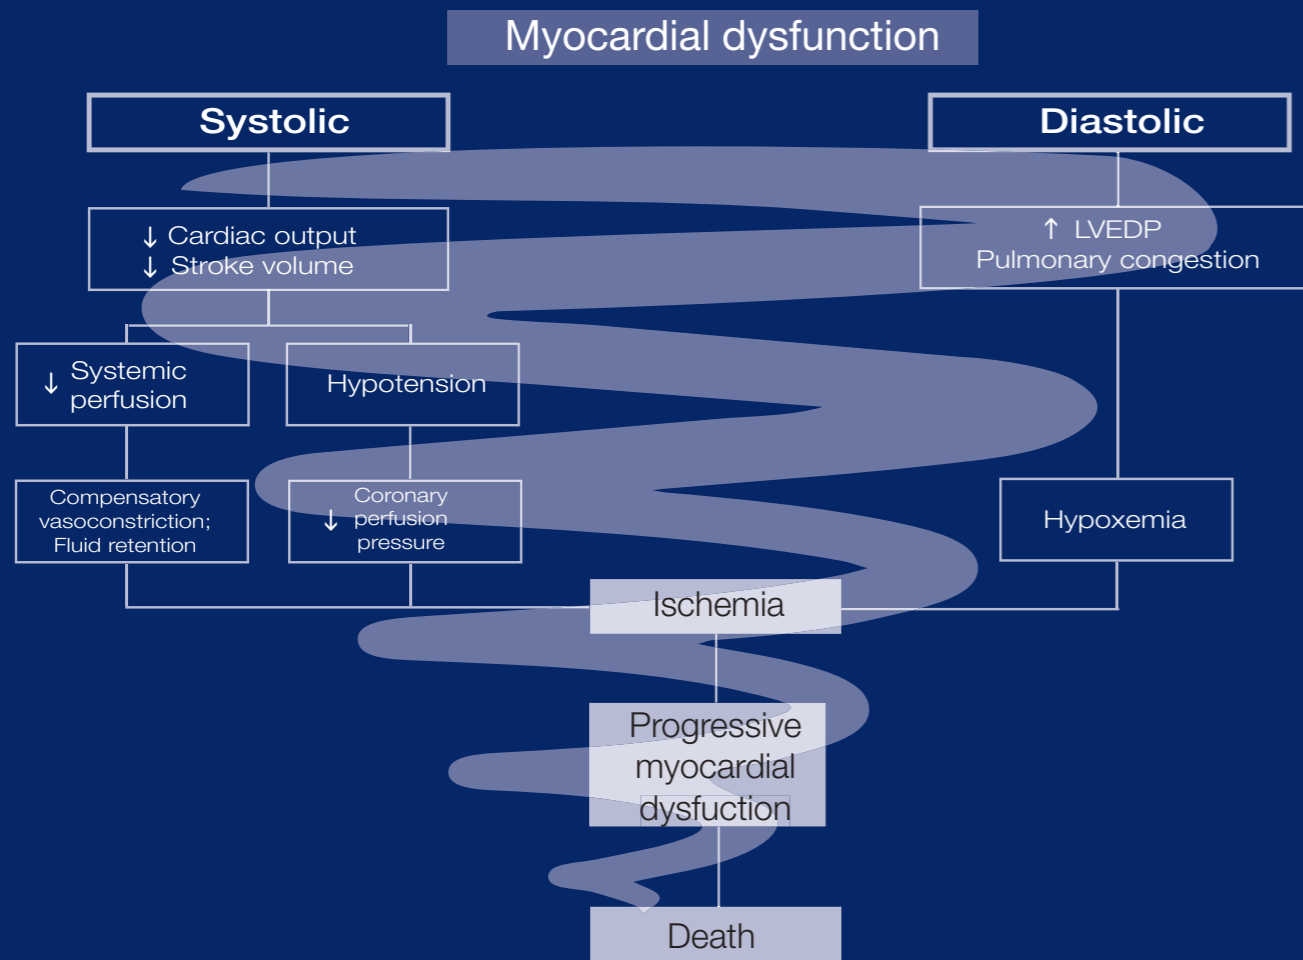 Myocardial dysfunction
Systolic
Diastolic
↓ Cardiac output
↓ Stroke volume
↑ LVEDP
Pulmonary congestion
↓ Systemic
perfusion
Hypotension
Compensatory
vasoconstriction;
Fluid retention
Coronary
↓ perfusion
pressure
Hypoxemia
Ischemia
Progressive
myocardial
dysfuction
Death